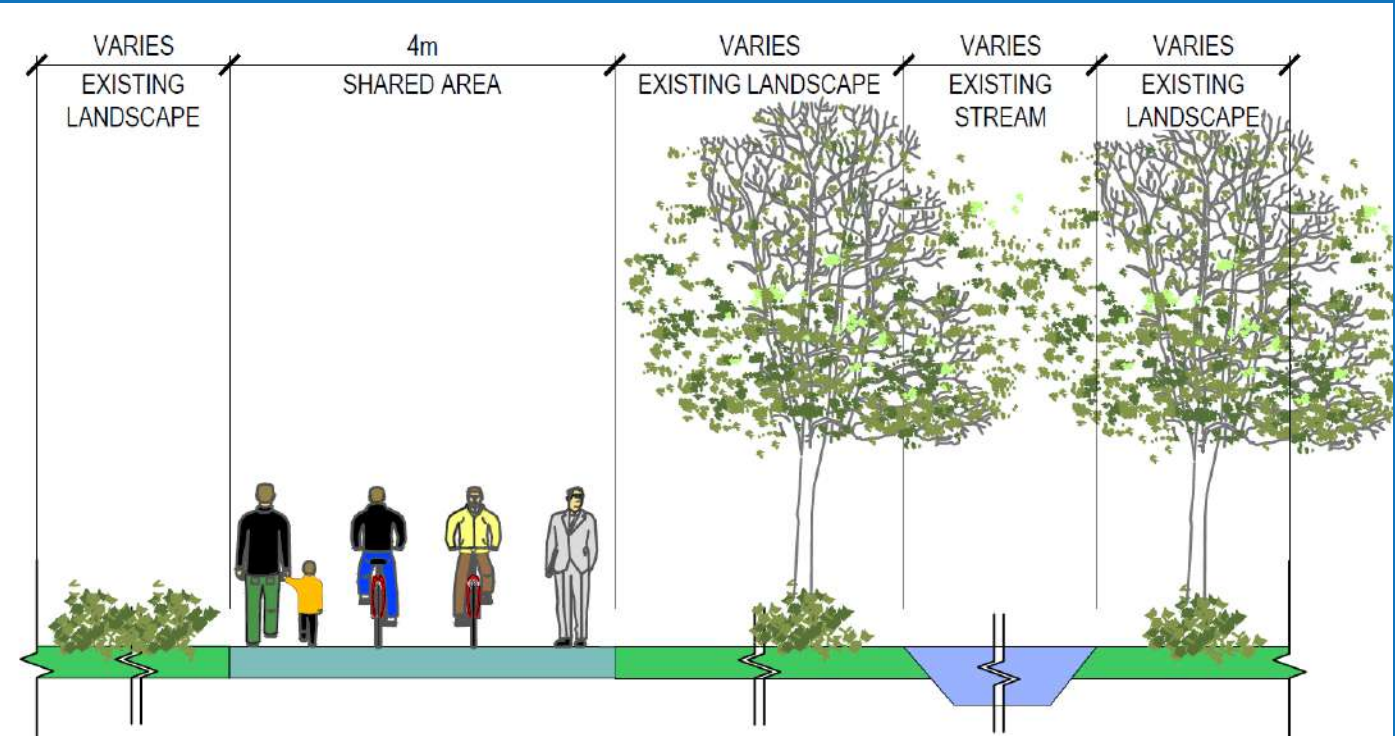 VARIES
EXISTING
LANDSCAPE
4m
SHARED AREA
VARIES
EXISTING LANDSCAPE
VARIES
EXISTING
STREAM
VARIES
EXISTING
LANDSCAPE